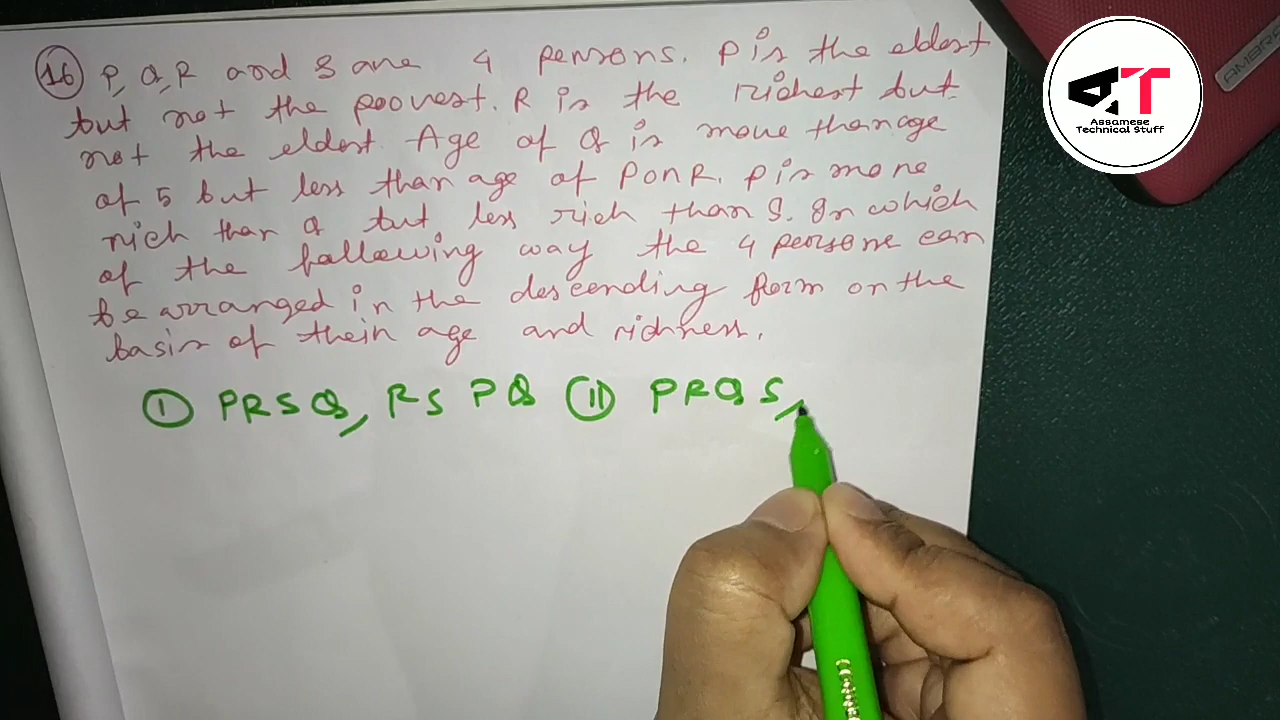 16 P, Q, R and S are 4 persons. P is the eldest
but not the poorest. R is the richest but
not the eldest. Age of Q is more than age
of S but less than age of P or R. P is more
rich than Q but less rich than S. In which
of the following way the 4 persons can
be arranged in the descending form on the
basis of their age and richness.
I PRSQ, RS PQ II PRQS,
AT
Assamese
Technical Stuff